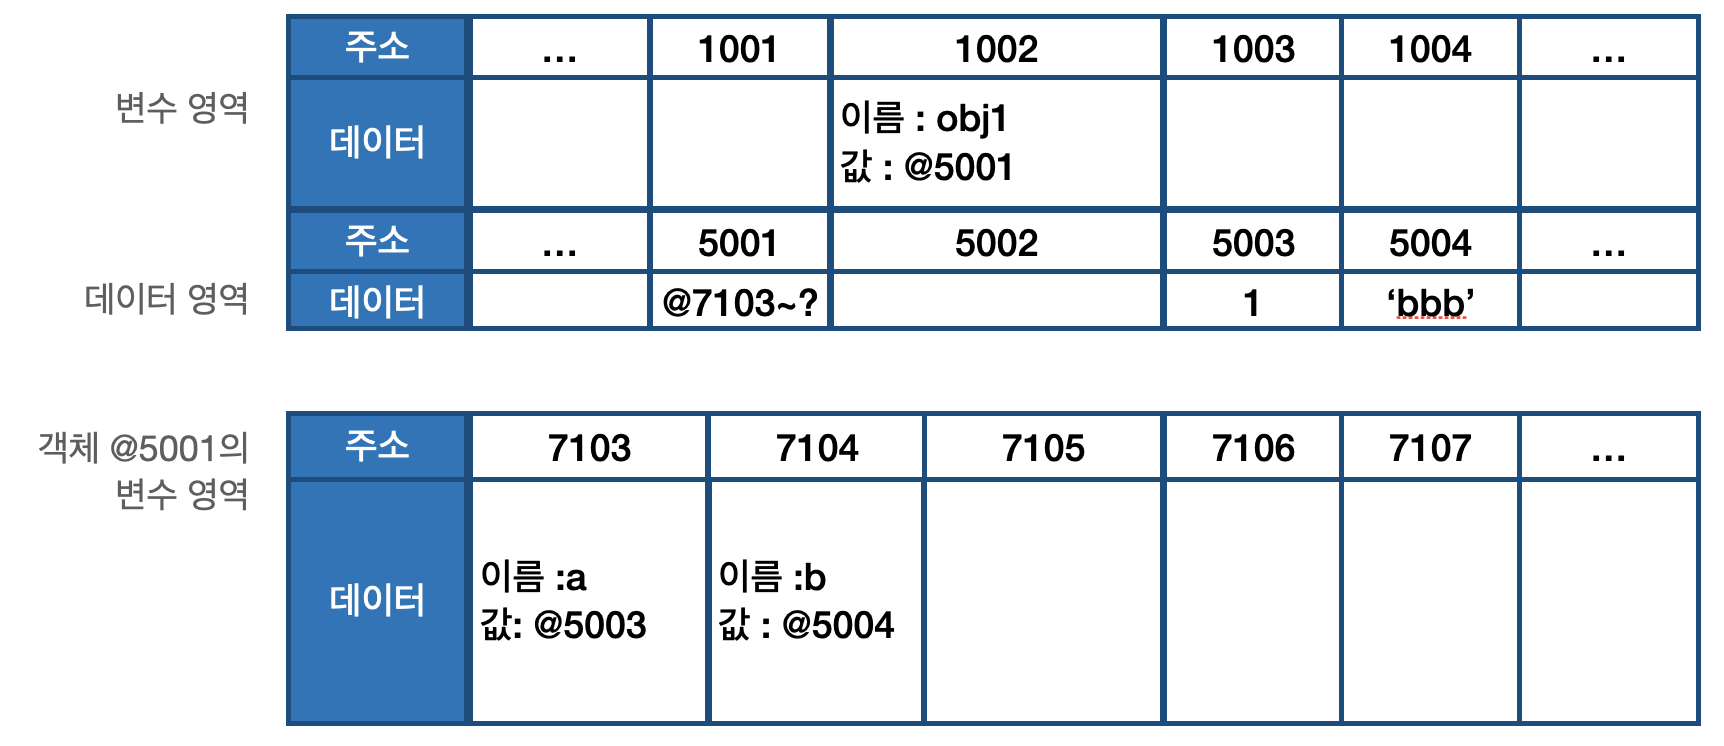 주소 ... 1001 1002 1003 1004 ...
변수 영역
데이터
이름 : obj1
값 : @5001
주소 ... 5001 5002 5003 5004 ...
데이터 영역
데이터 @7103~? 1 ‘bbb’
객체 @5001의
변수 영역
주소 7103 7104 7105 7106 7107 ...
데이터
이름 :a
값: @5003
이름 :b
값 : @5004